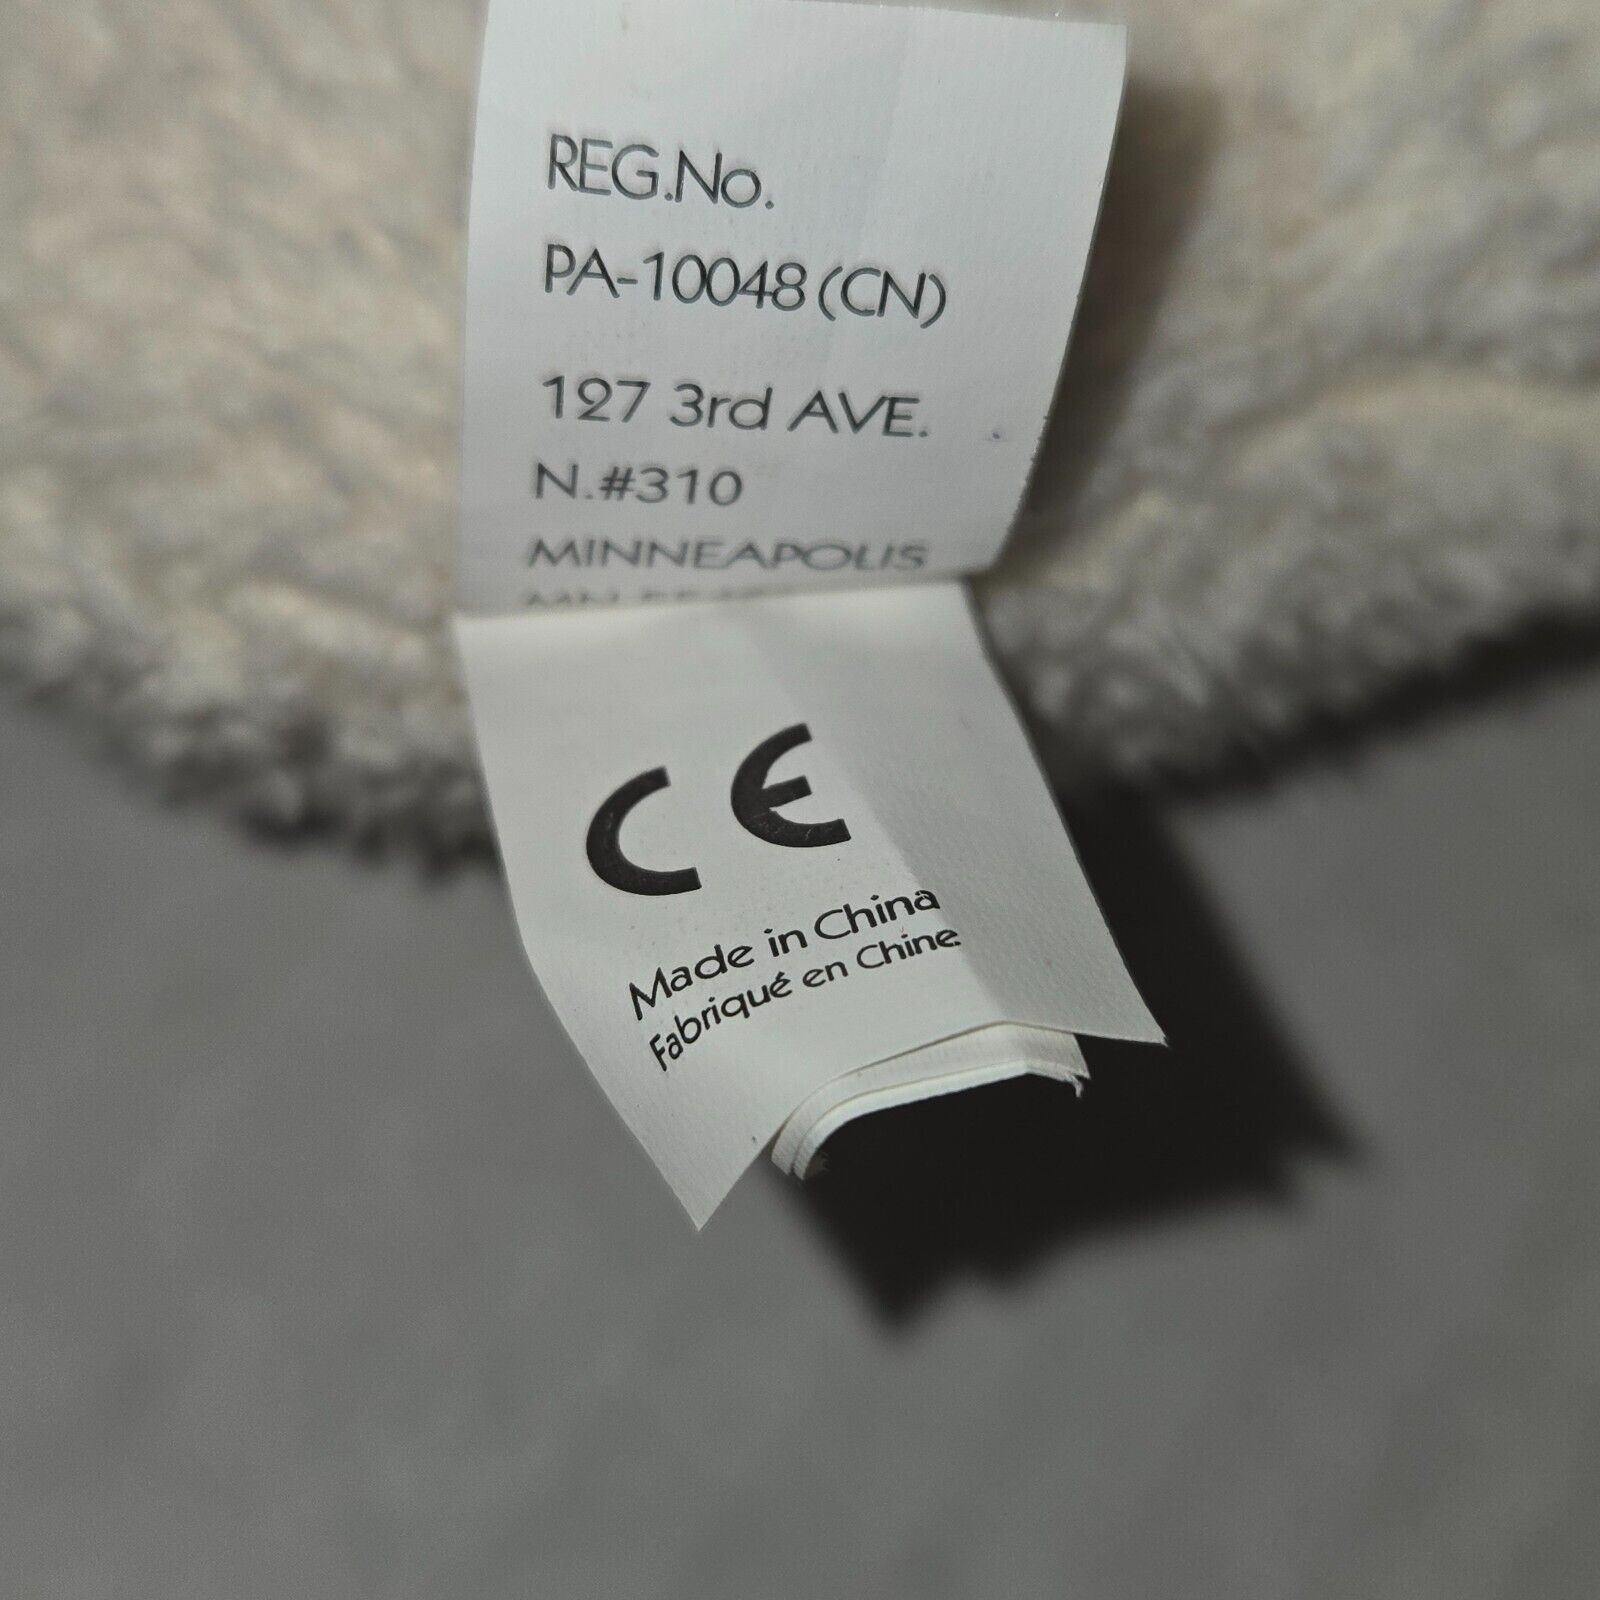 REG.No.
PA-10048(CN)
127 3rd AVE.
N.#310
MINNEAPOLIS
CE
Made in China
Fabriqué en Chine